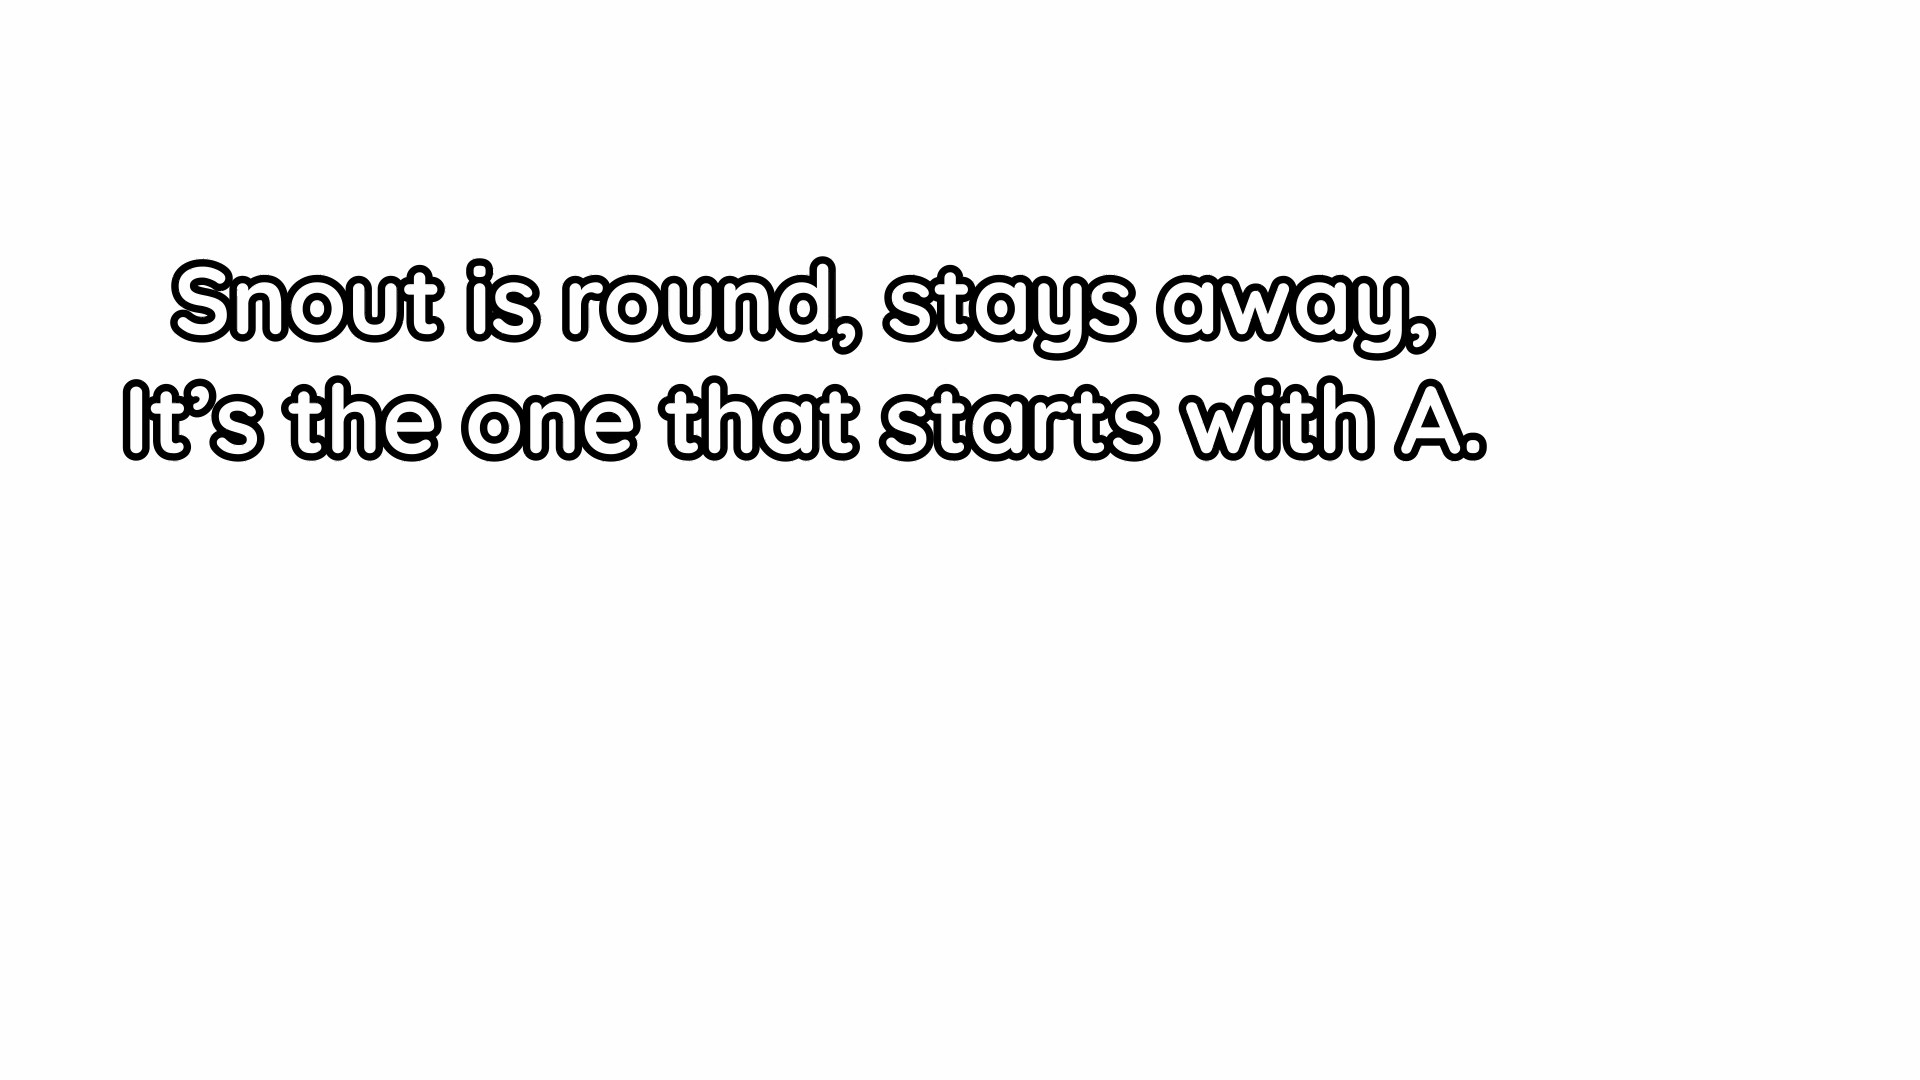 Snout is round, stays away,
It’s the one that starts with A.